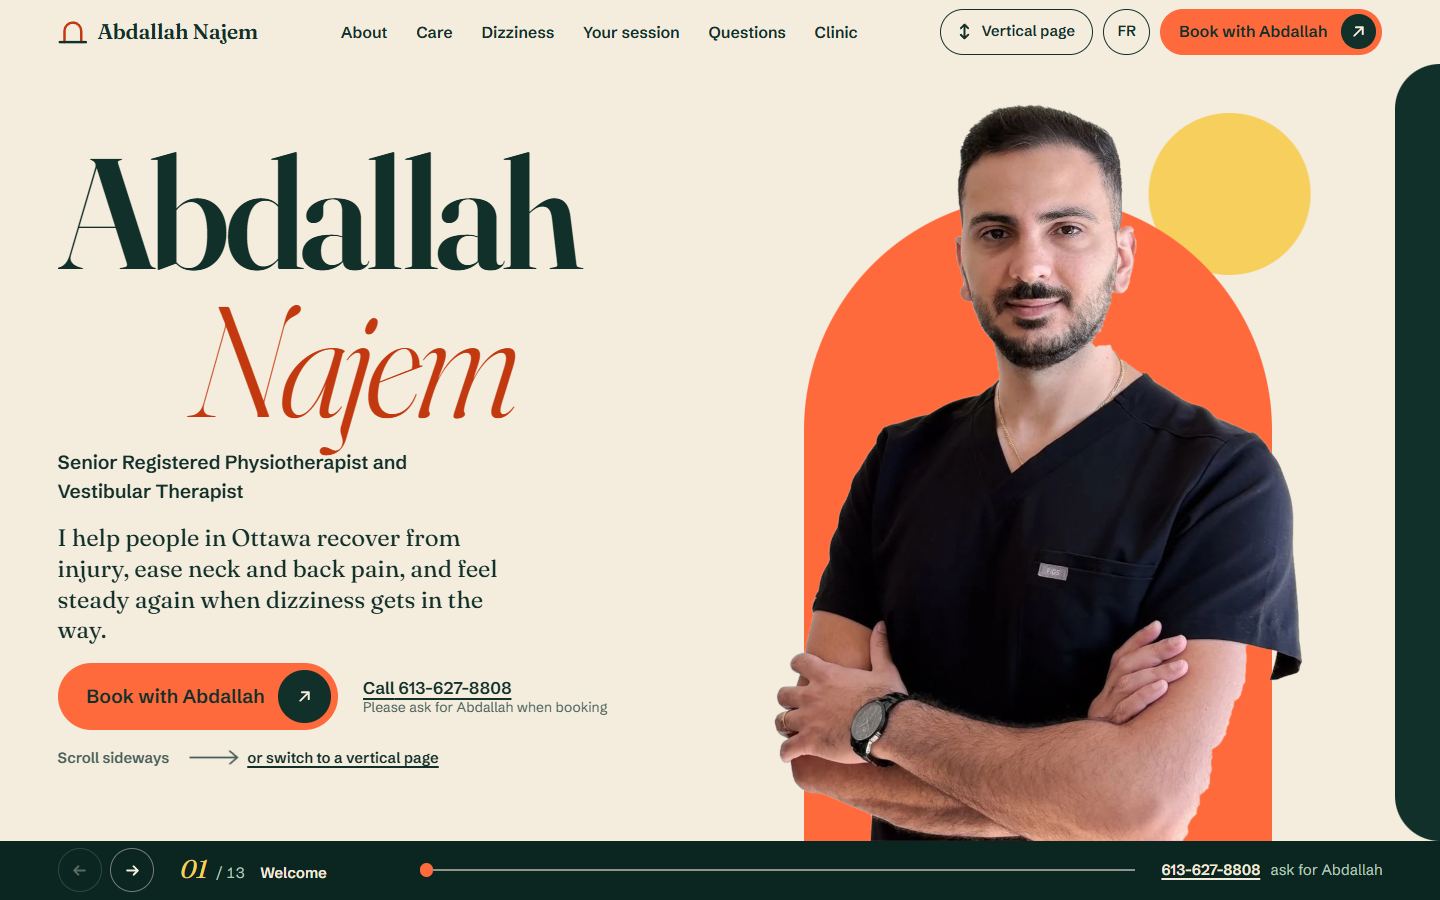 Abdallah Najem
About
Care
Dizziness
Your session
Questions
Clinic
Vertical page
FR
Book with Abdallah
Abdallah
Najem
Senior Registered Physiotherapist and
Vestibular Therapist
I help people in Ottawa recover from
injury, ease neck and back pain, and feel
steady again when dizziness gets in the
way.
Book with Abdallah
Call 613-627-8808
Please ask for Abdallah when booking
Scroll sideways
or switch to a vertical page
01 / 13 Welcome
613-627-8808 ask for Abdallah